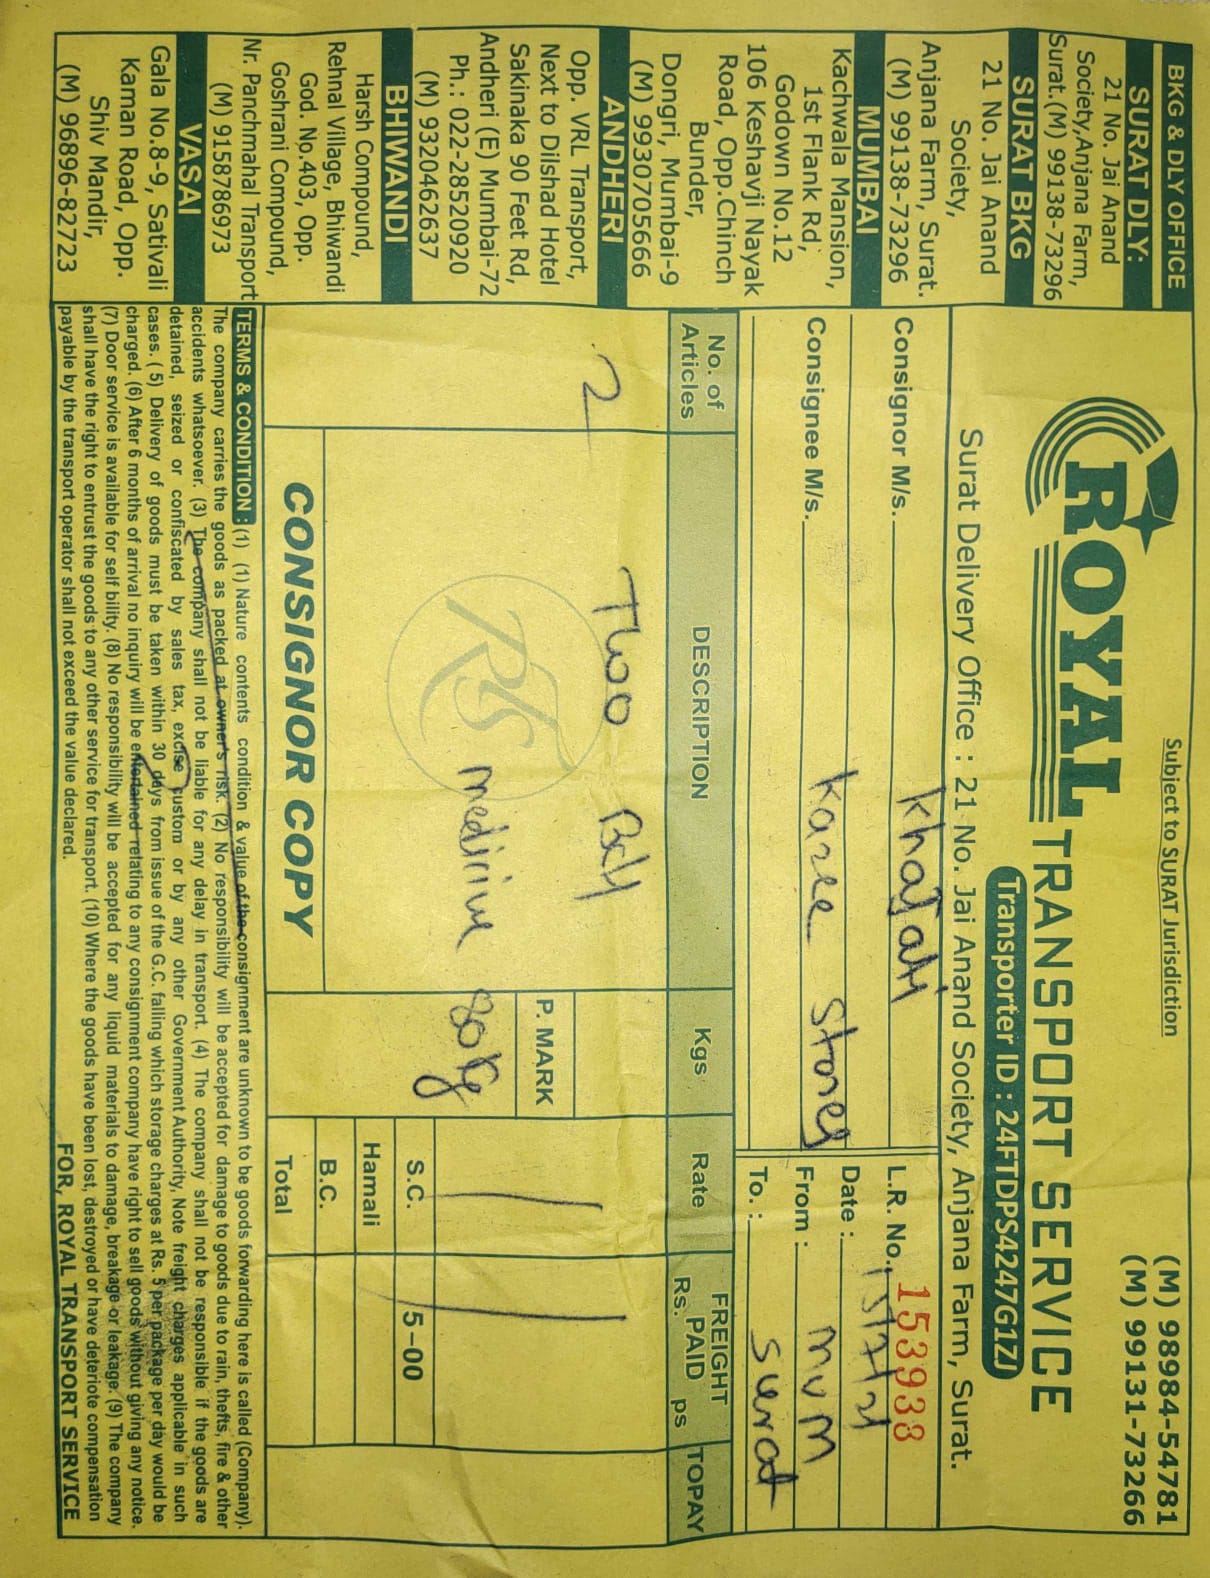 Subject to SURAT Jurisdiction
(M) 98984-54781
(M) 99131-73266
ROYAL TRANSPORT SERVICE
Transporter ID : 24FTDPS4247G1ZJ
Surat Delivery Office : 21 No. Jai Anand Society, Anjana Farm, Surat.
BKG & DLY OFFICE
SURAT DLY:
21 No. Jai Anand
Society,Anjana Farm,
Surat.(M) 99138-73296
SURAT BKG
21 No. Jai Anand
Society,
Anjana Farm, Surat.
(M) 99138-73296
MUMBAI
Kachwala Mansion,
1st Flank Rd,
Godown No.12
106 Keshavji Nayak
Road, Opp.Chinch
Bunder,
Dongri, Mumbai-9
(M) 9930705666
ANDHERI
Opp. VRL Transport,
Next to Dilshad Hotel
Sakinaka 90 Feet Rd,
Andheri (E) Mumbai-72
Ph.: 022-28520920
(M) 9320462637
BHIWANDI
Harsh Compound,
Rehnal Village, Bhiwandi
God. No.403, Opp.
Goshrani Compound,
Nr. Panchmahal Transport
(M) 9158786973
VASAI
Gala No.8-9, Sativali
Kaman Road, Opp.
Shiv Mandir,
(M) 96896-82723
Consignor M/s. Khajati
Consignee M/s. Kazee Stores
L.R. No. 153938
Date :
From : MUM
To. : Surat
No. of Articles DESCRIPTION Kgs Rate FREIGHT Rs. PAID ps TOPAY
2 Two
P. MARK
RTS
medicine 80kg
S.C. 5-00
Hamali
B.C.
Total
CONSIGNOR COPY
TERMS & CONDITION : (1) (1) Nature contents condition & value of the consignment are unknown to be goods forwarding here is called (Company).
The company carries the goods as packed at owner's risk. (2) No responsibility will be accepted for damage to goods due to rain, thefts, fire & other
accidents whatsoever. (3) The company shall not be liable for any delay in transport. (4) The company shall not be responsible if the goods are
detained, seized or confiscated by sales tax, excise custom or by any other Government Authority, Note freight charges applicable in such
cases. ( 5) Delivery of goods must be taken within 30 days from issue of the G.C. falling which storage charges at Rs. 5 per package per day would be
charged. (6) After 6 months of arrival no inquiry will be entertained relating to any consignment company have right to sell goods without giving any notice.
(7) Door service is available for self bility. (8) No responsibility will be accepted for any liquid materials to damage, breakage or leakage. (9) The company
shall have the right to entrust the goods to any other service for transport. (10) Where the goods have been lost, destroyed or have deteriote compensation
payable by the transport operator shall not exceed the value declared.
FOR, ROYAL TRANSPORT SERVICE